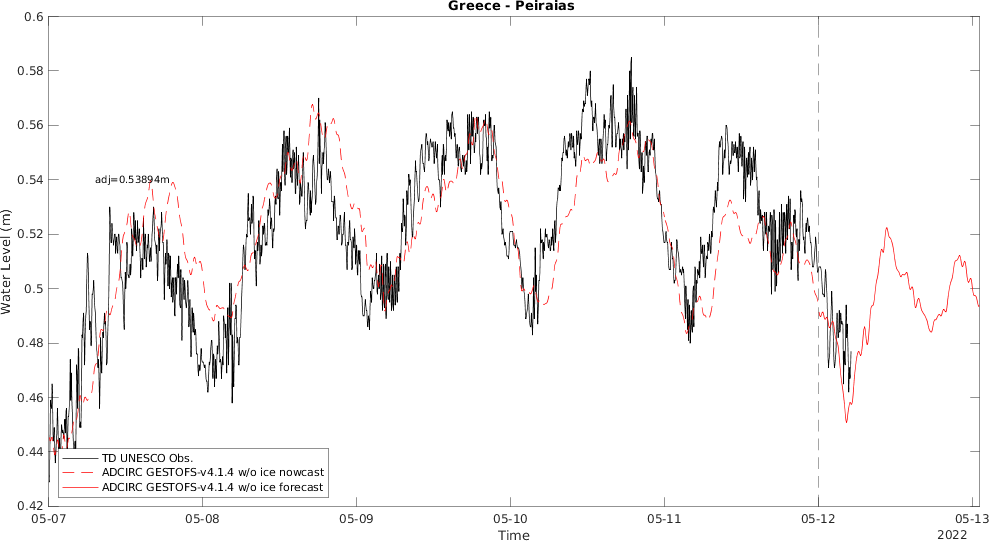 Greece - Peiraias
0.6
0.58
0.56
0.54
0.52
0.5
0.48
0.46
0.44
0.42
Water Level (m)
adj=0.53894m
TD UNESCO Obs.
ADCIRC GESTOFS-v4.1.4 w/o ice nowcast
ADCIRC GESTOFS-v4.1.4 w/o ice forecast
05-07 05-08 05-09 05-10 05-11 05-12 05-13
Time
2022